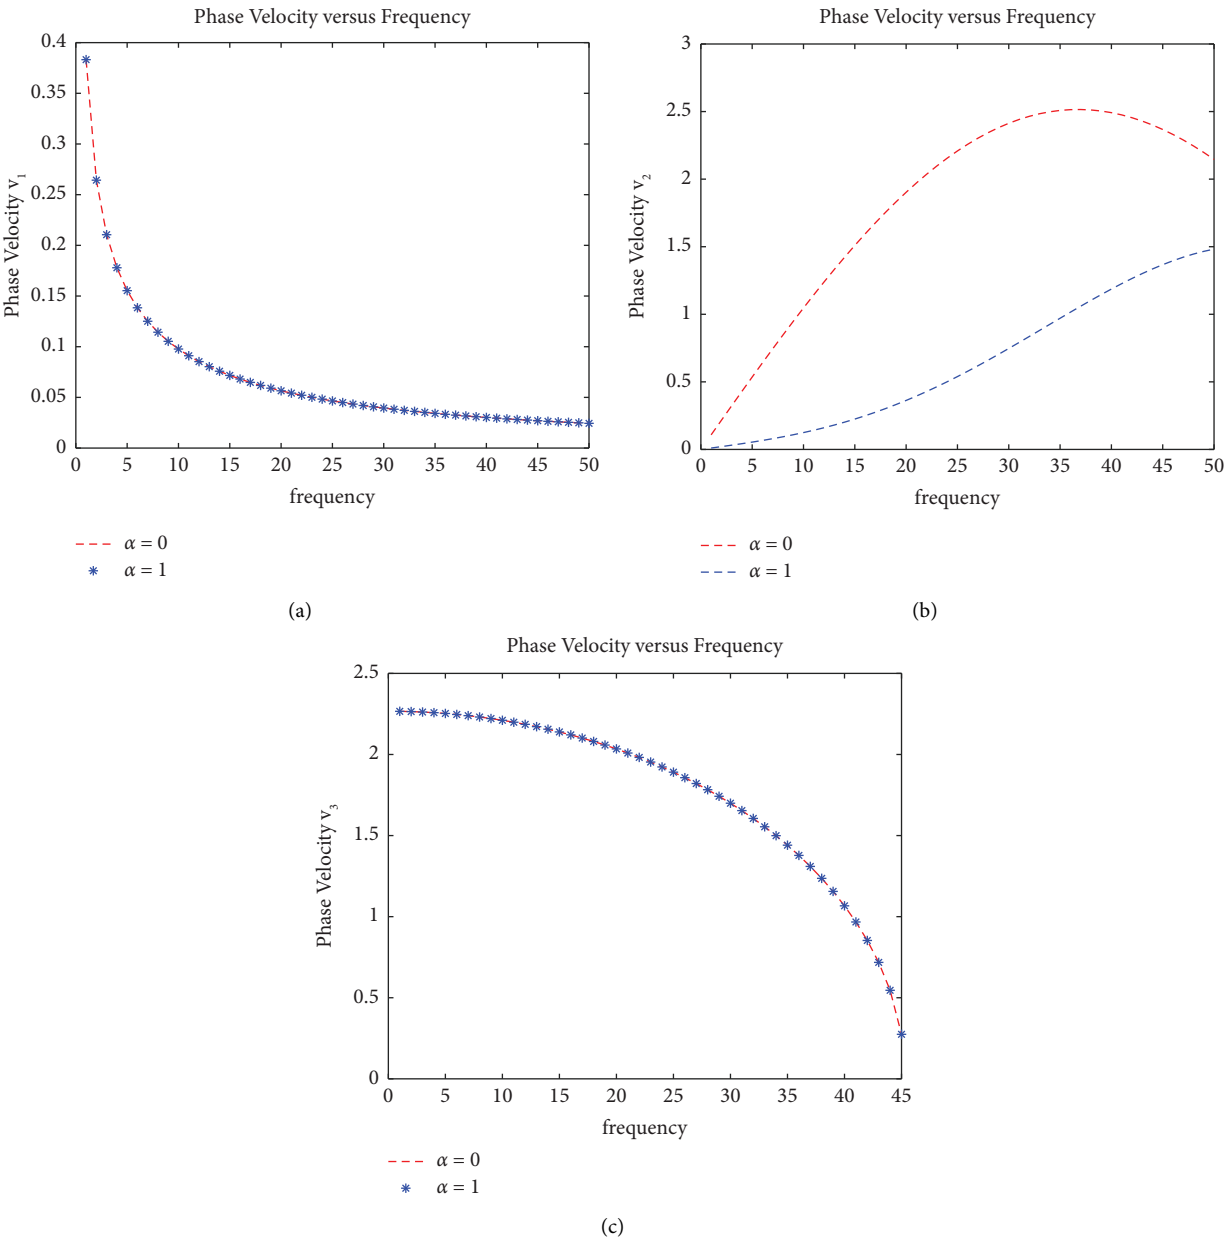 Phase Velocity versus Frequency
Phase Velocity v1
0.4
0.35
0.3
0.25
0.2
0.15
0.1
0.05
0
0 5 10 15 20 25 30 35 40 45 50
frequency
α = 0
α = 1
(a)
Phase Velocity versus Frequency
Phase Velocity v2
3
2.5
2
1.5
1
0.5
0
0 5 10 15 20 25 30 35 40 45 50
frequency
α = 0
α = 1
(b)
Phase Velocity versus Frequency
Phase Velocity v3
2.5
2
1.5
1
0.5
0
0 5 10 15 20 25 30 35 40 45
frequency
α = 0
α = 1
(c)